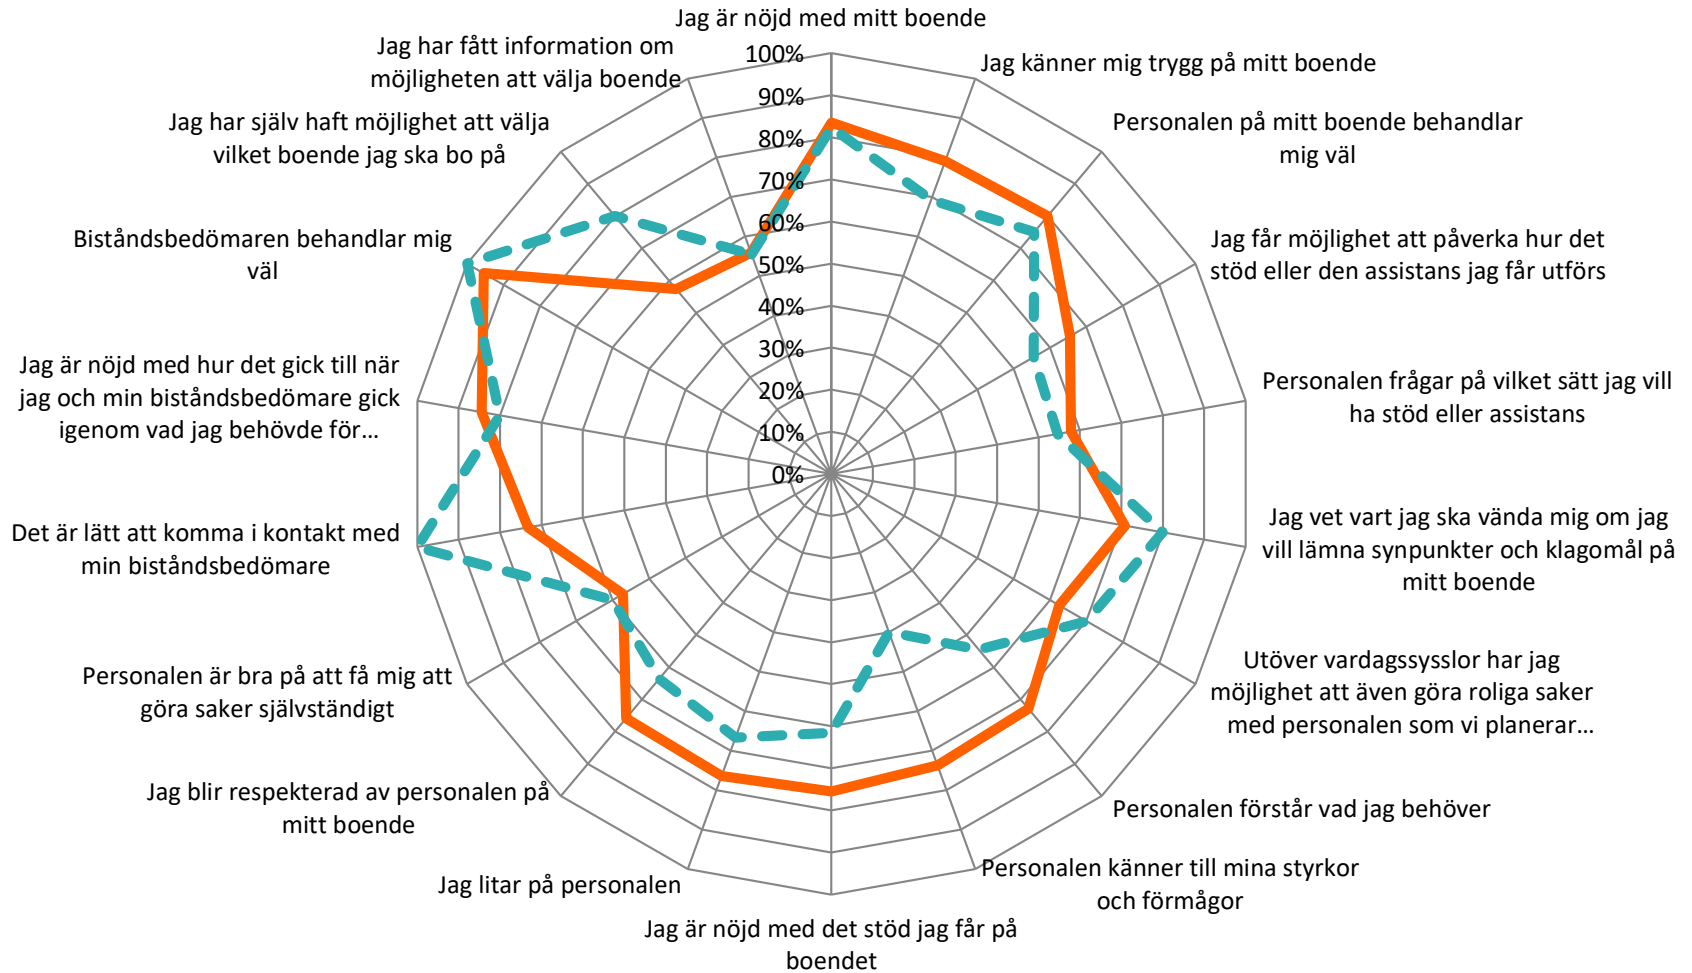 Jag är nöjd med mitt boende
Jag känner mig trygg på mitt boende
Personalen på mitt boende behandlar
mig väl
Jag får möjlighet att påverka hur det
stöd eller den assistans jag får utförs
Personalen frågar på vilket sätt jag vill
ha stöd eller assistans
Jag vet vart jag ska vända mig om jag
vill lämna synpunkter och klagomål på
mitt boende
Utöver vardagssysslor har jag
möjlighet att även göra roliga saker
med personalen som vi planerar…
Personalen förstår vad jag behöver
Personalen känner till mina styrkor
och förmågor
Jag är nöjd med det stöd jag får på
boendet
Jag litar på personalen
Jag blir respekterad av personalen på
mitt boende
Personalen är bra på att få mig att
göra saker självständigt
Det är lätt att komma i kontakt med
min biståndsbedömare
Jag är nöjd med hur det gick till när
jag och min biståndsbedömare gick
igenom vad jag behövde för…
Biståndsbedömaren behandlar mig
väl
Jag har själv haft möjlighet att välja
vilket boende jag ska bo på
Jag har fått information om
möjligheten att välja boende
100%
90%
80%
70%
60%
50%
40%
30%
20%
10%
0%